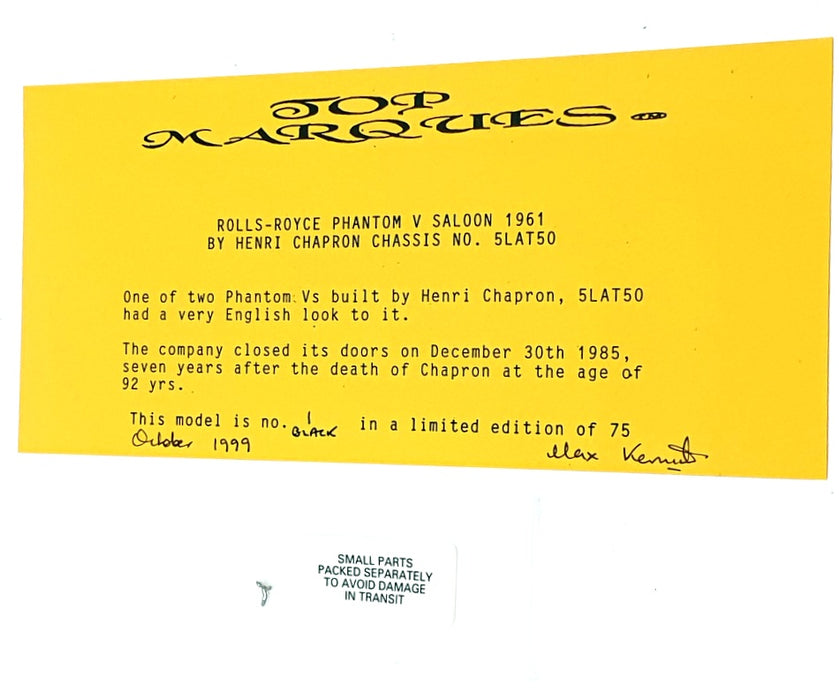 TOP
MARQUES
ROLLS-ROYCE PHANTOM V SALOON 1961
BY HENRI CHAPRON CHASSIS NO. 5LAT50
One of two Phantom Vs built by Henri Chapron, 5LAT50
had a very English look to it.
The company closed its doors on December 30th 1985,
seven years after the death of Chapron at the age of
92 yrs.
This model is no. 1 BLACK in a limited edition of 75
October 1999
Max
SMALL PARTS
PACKED SEPARATELY
TO AVOID DAMAGE
IN TRANSIT